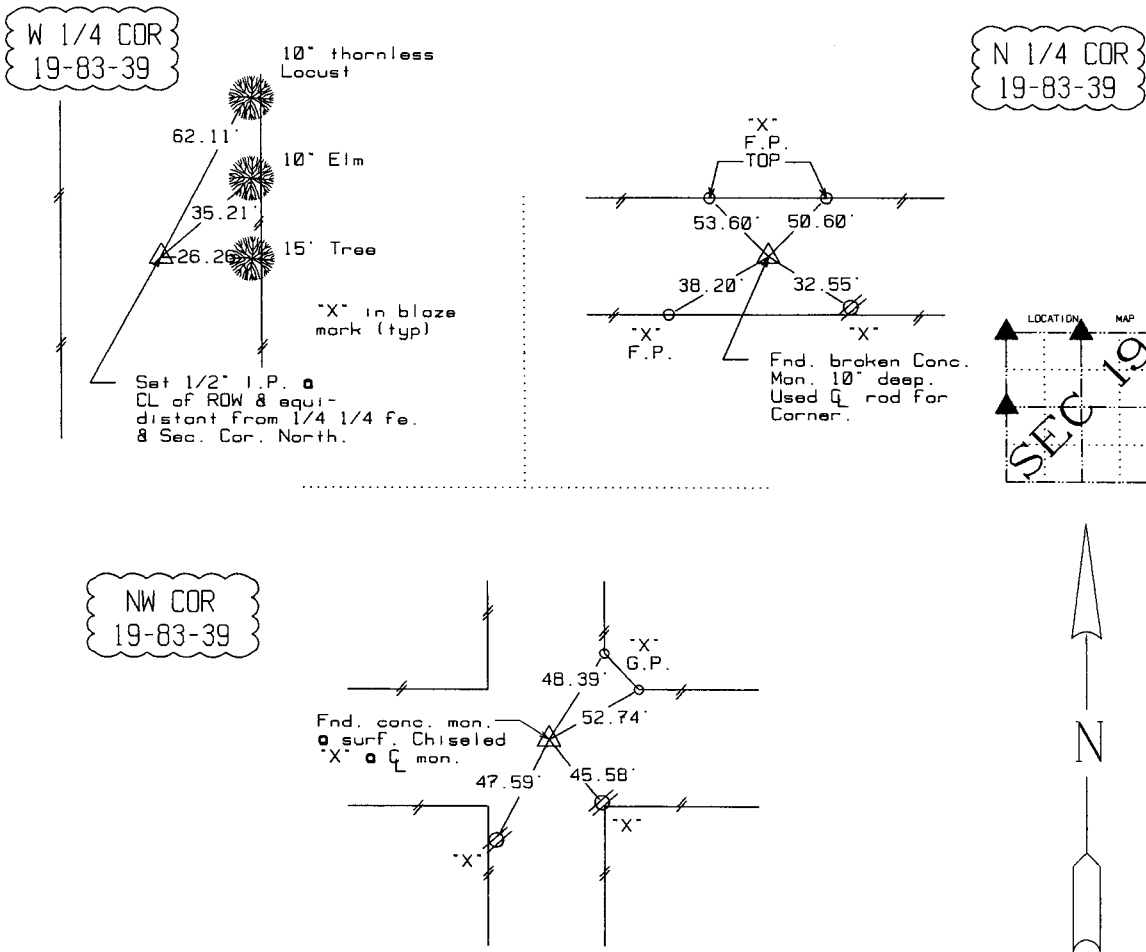 W 1/4 COR
19-83-39
10" thornless
Locust
62.11'
10" Elm
35.21'
26.26
15' Tree
"X" in blaze
mark (typ)
Set 1/2" I.P. @
CL of ROW & equi-
distant from 1/4 1/4 fe.
& Sec. Cor. North.
N 1/4 COR
19-83-39
"X"
F.P.
TOP
53.60'
50.60'
38.20'
32.55'
"X"
F.P.
"X"
Fnd. broken Conc.
Mon. 10" deep.
Used CL rod for
Corner.
LOCATION MAP
SEC 19
NW COR
19-83-39
"X"
G.P.
48.39'
52.74'
Fnd. conc. mon.
@ surf. Chiseled
"X" @ CL mon.
47.59'
45.58'
"X"
"X"
N